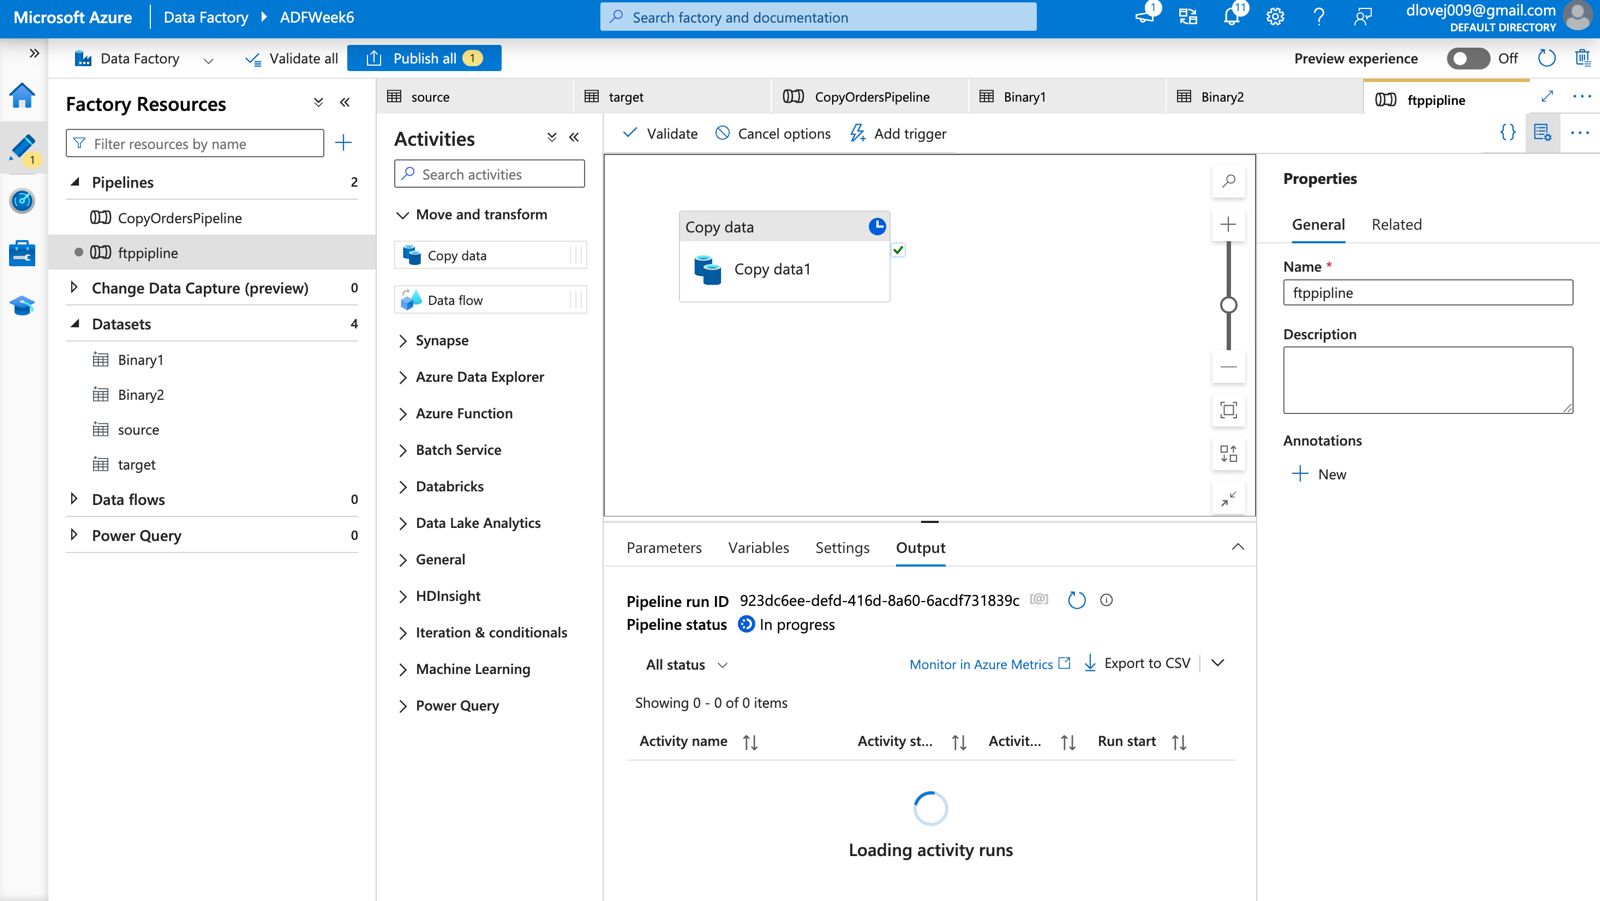 Microsoft Azure
Data Factory
ADFWeek6
Search factory and documentation
1
11
dlovej009@gmail.com
DEFAULT DIRECTORY
Data Factory
Validate all
Publish all 1
Preview experience
Off
1
Factory Resources
Filter resources by name
Pipelines 2
CopyOrdersPipeline
ftppipline
Change Data Capture (preview) 0
Datasets 4
Binary1
Binary2
source
target
Data flows 0
Power Query 0
source
target
CopyOrdersPipeline
Binary1
Binary2
ftppipline
Activities
Search activities
Move and transform
Copy data
Data flow
Synapse
Azure Data Explorer
Azure Function
Batch Service
Databricks
Data Lake Analytics
General
HDInsight
Iteration & conditionals
Machine Learning
Power Query
Validate
Cancel options
Add trigger
Copy data
Copy data1
Parameters
Variables
Settings
Output
Pipeline run ID 923dc6ee-defd-416d-8a60-6acdf731839c
Pipeline status In progress
All status
Monitor in Azure Metrics
Export to CSV
Showing 0 - 0 of 0 items
Activity name
Activity st...
Activit...
Run start
Loading activity runs
Properties
General
Related
Name *
ftppipline
Description
Annotations
New